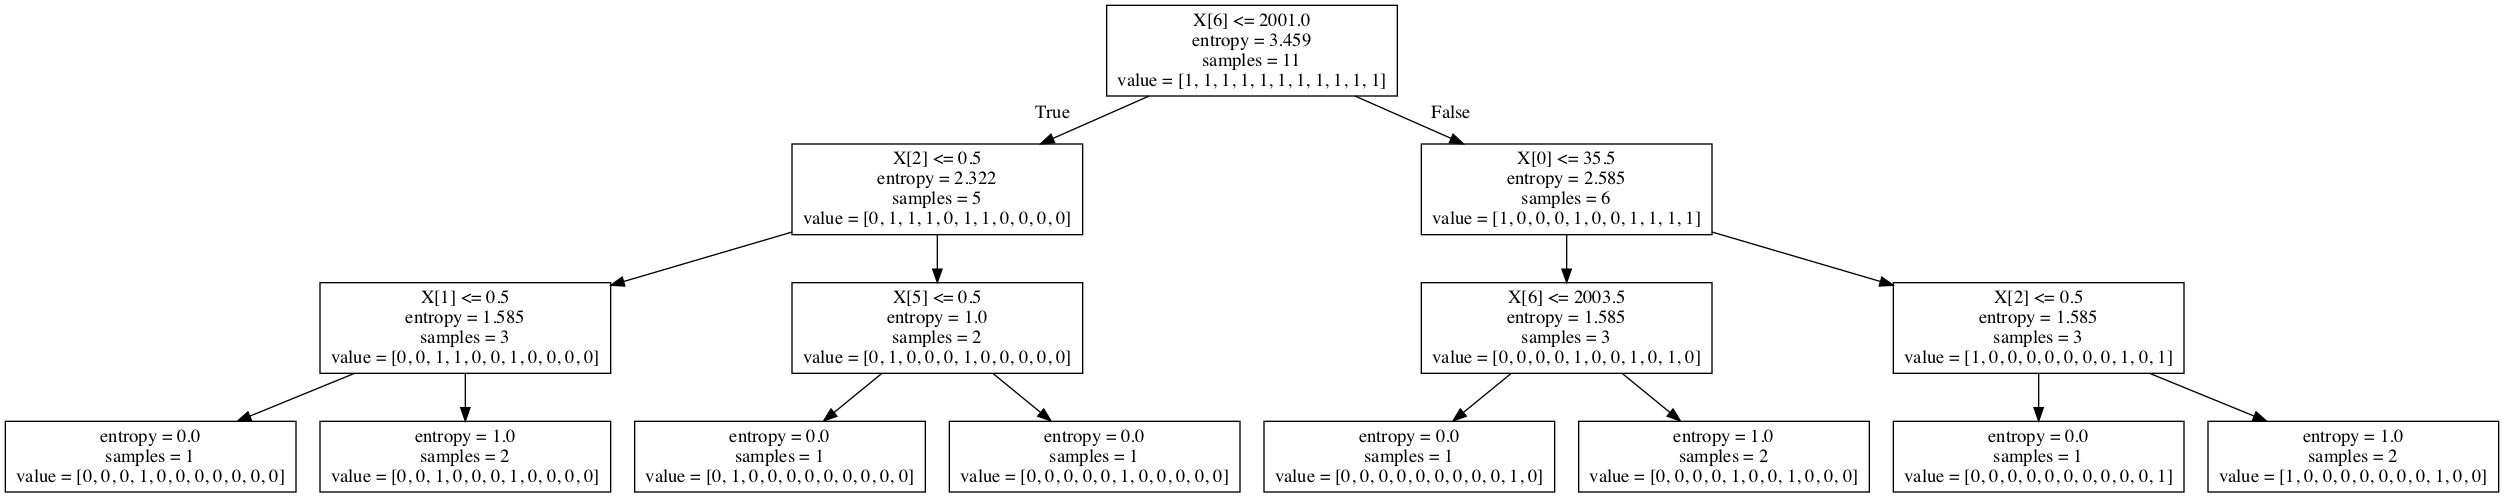 X[6] <= 2001.0
entropy = 3.459
samples = 11
value = [1, 1, 1, 1, 1, 1, 1, 1, 1, 1, 1]
True
False
X[2] <= 0.5
entropy = 2.322
samples = 5
value = [0, 1, 1, 1, 0, 1, 1, 0, 0, 0, 0]
X[0] <= 35.5
entropy = 2.585
samples = 6
value = [1, 0, 0, 0, 1, 0, 0, 1, 1, 1, 1]
X[1] <= 0.5
entropy = 1.585
samples = 3
value = [0, 0, 1, 1, 0, 0, 1, 0, 0, 0, 0]
X[5] <= 0.5
entropy = 1.0
samples = 2
value = [0, 1, 0, 0, 0, 1, 0, 0, 0, 0, 0]
X[6] <= 2003.5
entropy = 1.585
samples = 3
value = [0, 0, 0, 0, 1, 0, 0, 1, 0, 1, 0]
X[2] <= 0.5
entropy = 1.585
samples = 3
value = [1, 0, 0, 0, 0, 0, 0, 0, 1, 0, 1]
entropy = 0.0
samples = 1
value = [0, 0, 0, 1, 0, 0, 0, 0, 0, 0, 0]
entropy = 1.0
samples = 2
value = [0, 0, 1, 0, 0, 0, 1, 0, 0, 0, 0]
entropy = 0.0
samples = 1
value = [0, 1, 0, 0, 0, 0, 0, 0, 0, 0, 0]
entropy = 0.0
samples = 1
value = [0, 0, 0, 0, 0, 1, 0, 0, 0, 0, 0]
entropy = 0.0
samples = 1
value = [0, 0, 0, 0, 0, 0, 0, 0, 0, 1, 0]
entropy = 1.0
samples = 2
value = [0, 0, 0, 0, 1, 0, 0, 1, 0, 0, 0]
entropy = 0.0
samples = 1
value = [0, 0, 0, 0, 0, 0, 0, 0, 0, 0, 1]
entropy = 1.0
samples = 2
value = [1, 0, 0, 0, 0, 0, 0, 0, 1, 0, 0]